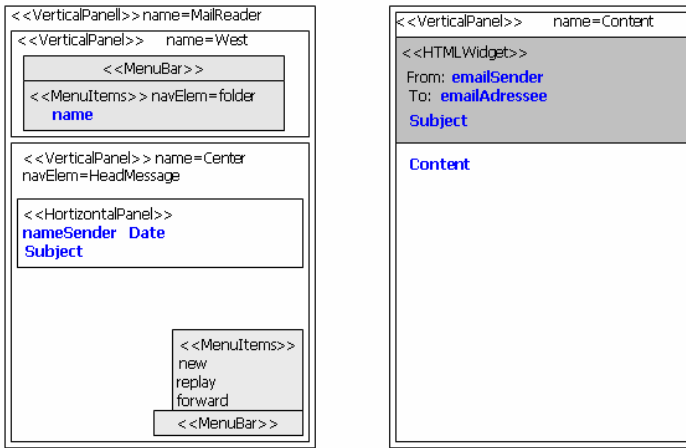 <<VerticalPanell>> name=MailReader
<<VerticalPanel>> name=West
<<MenuBar>>
<<MenuItems>> navElem=folder
name
<<VerticalPanel>> name=Center
navElem=HeadMessage
<<HortizontalPanel>>
nameSender Date
Subject
<<MenuItems>>
new
replay
forward
<<MenuBar>>
<<VerticalPanel>> name=Content
<<HTMLWidget>>
From: emailSender
To: emailAdressee
Subject
Content